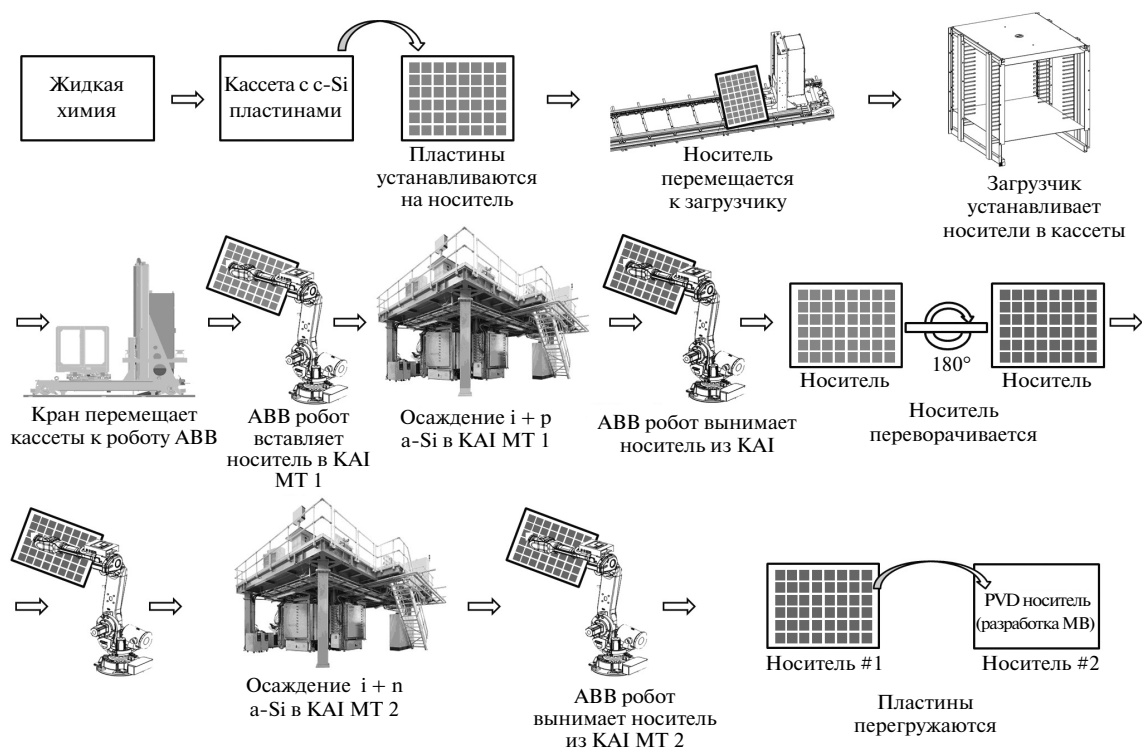 Жидкая
химия
Кассета с c-Si
пластинами
Пластины
устанавливаются
на носитель
Носитель
перемещается
к загрузчику
Загрузчик
устанавливает
носители в кассеты
Кран перемещает
кассеты к роботу ABB
ABB робот
вставляет
носитель в KAI
MT 1
Осаждение i + p
a-Si в KAI MT 1
ABB робот вынимает
носитель из KAI
Носитель
180°
Носитель
Носитель
переворачивается
Осаждение i + n
a-Si в KAI MT 2
ABB робот
вынимает носитель
из KAI MT 2
Носитель #1
PVD носитель
(разработка MB)
Носитель #2
Пластины
перегружаются